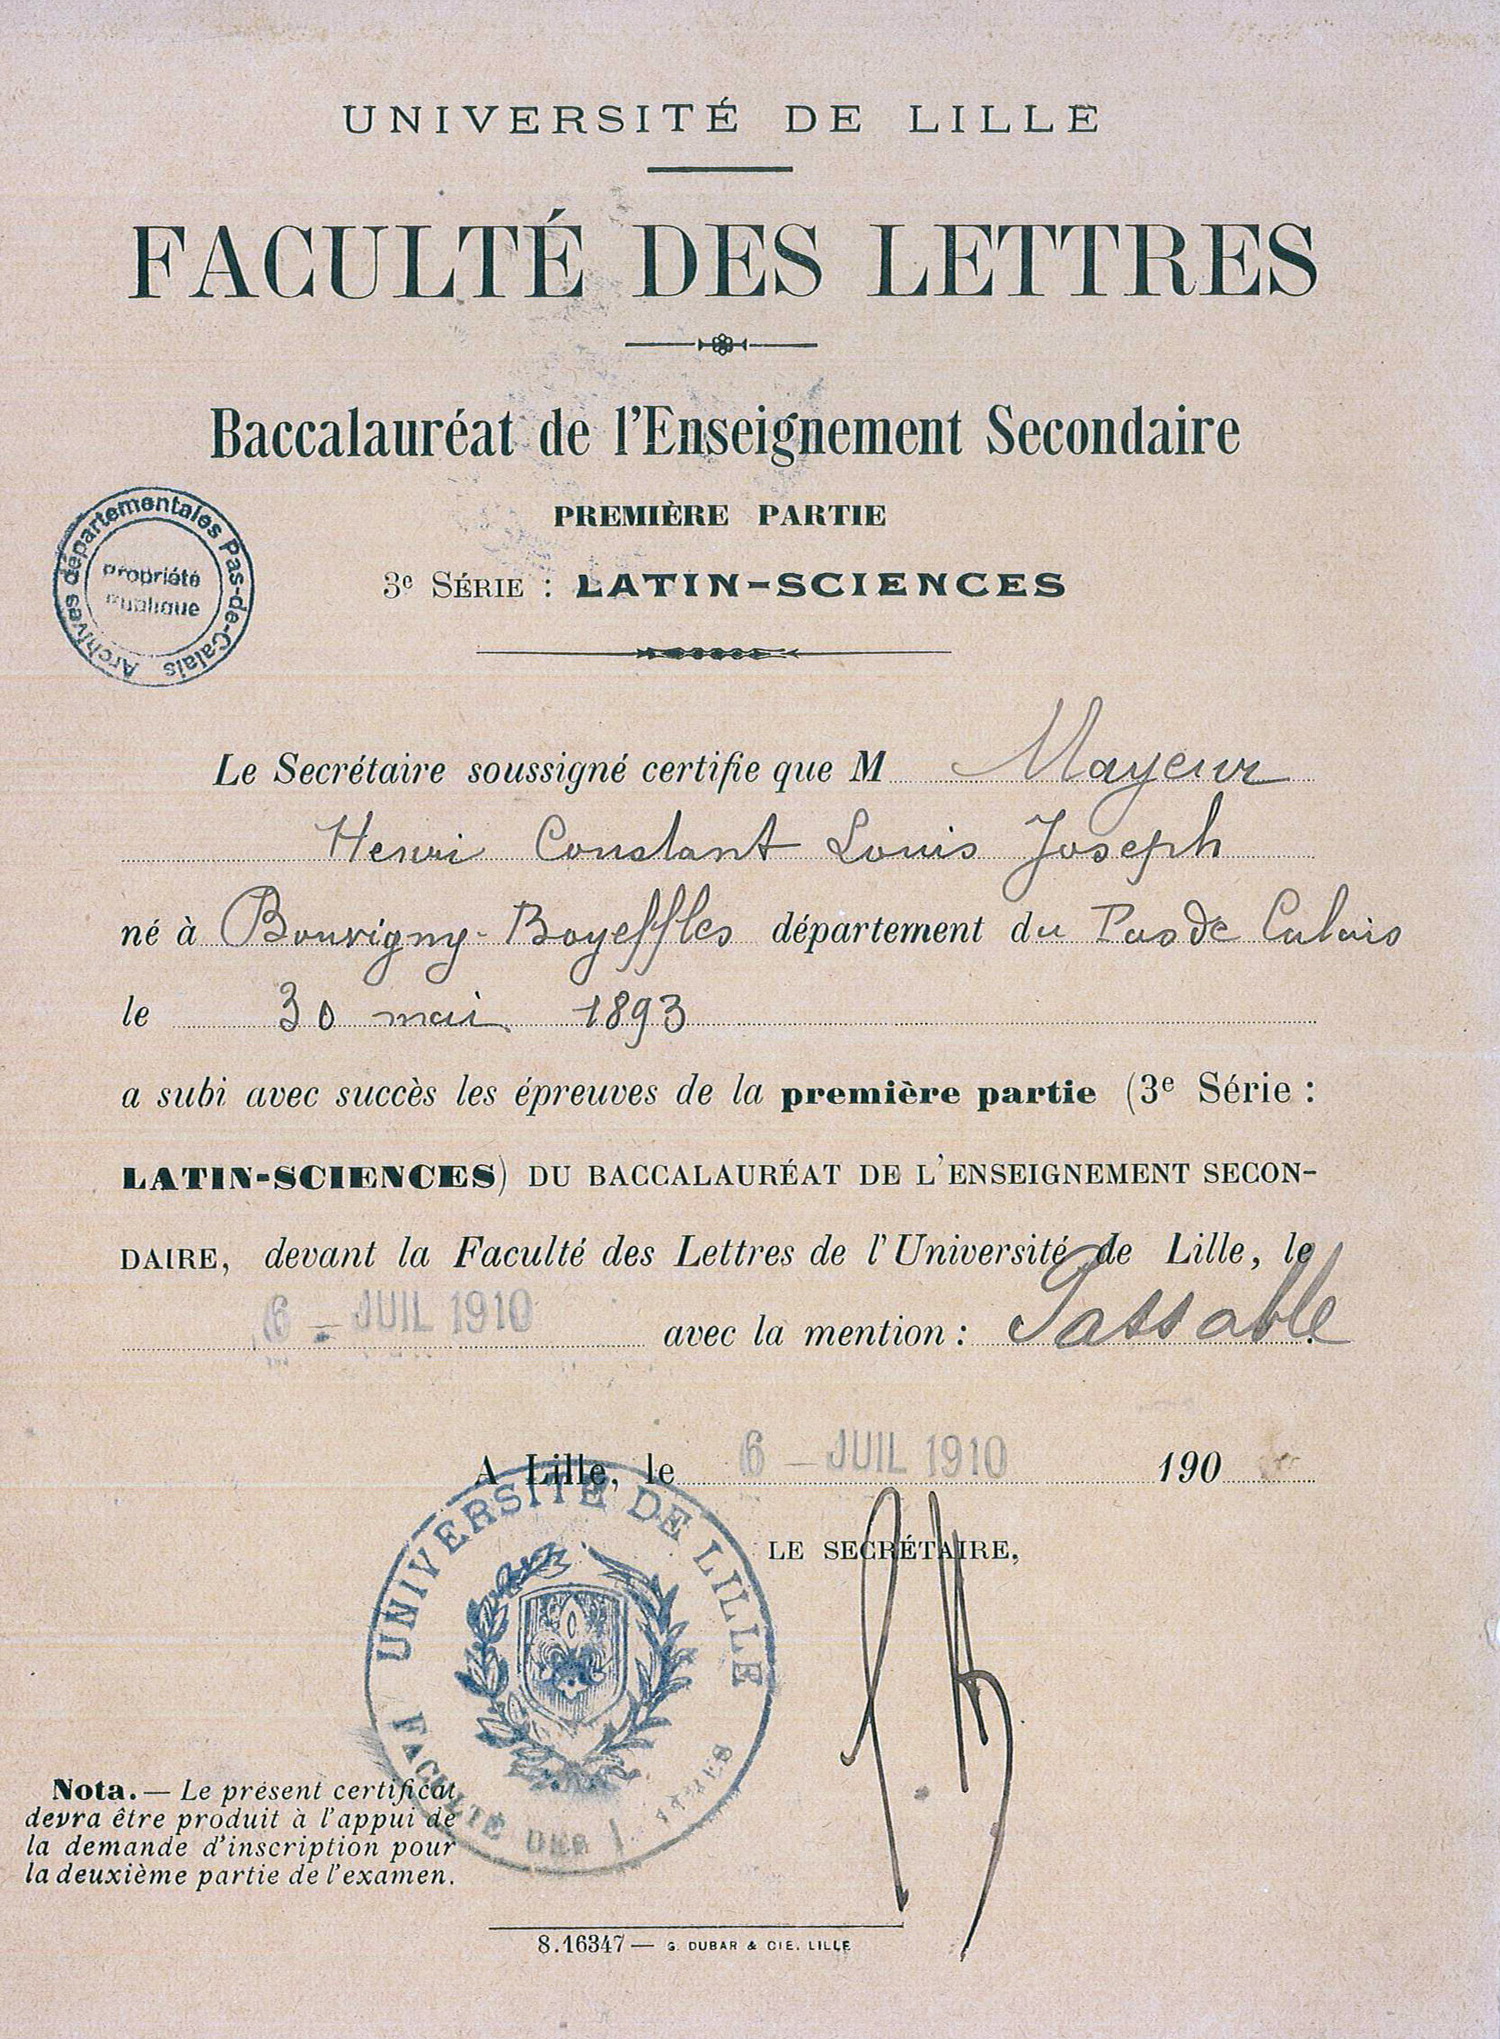 UNIVERSITÉ DE LILLE
FACULTÉ DES LETTRES
Baccalauréat de l'Enseignement Secondaire
PREMIÈRE PARTIE
3e SÉRIE : LATIN-SCIENCES
Archives départementales Pas-de-Calais
propriété
publique
Le Secrétaire soussigné certifie que M Mayeur
Henri Constant Louis Joseph
né à Bouvigny-Boyeffles département du Pas de Calais
le 30 mai 1893
a subi avec succès les épreuves de la première partie (3e Série :
LATIN-SCIENCES) DU BACCALAURÉAT DE L'ENSEIGNEMENT SECON-
DAIRE, devant la Faculté des Lettres de l'Université de Lille, le
6 - JUIL 1910 avec la mention : Passable
A Lille, le 6 - JUIL 1910 190
LE SECRÉTAIRE,
UNIVERSITÉ DE LILLE
FACULTÉ DES LETTRES
Nota. — Le présent certificat
devra être produit à l'appui de
la demande d'inscription pour
la deuxième partie de l'examen.
8.16347 — G. DUBAR & CIE. LILLE